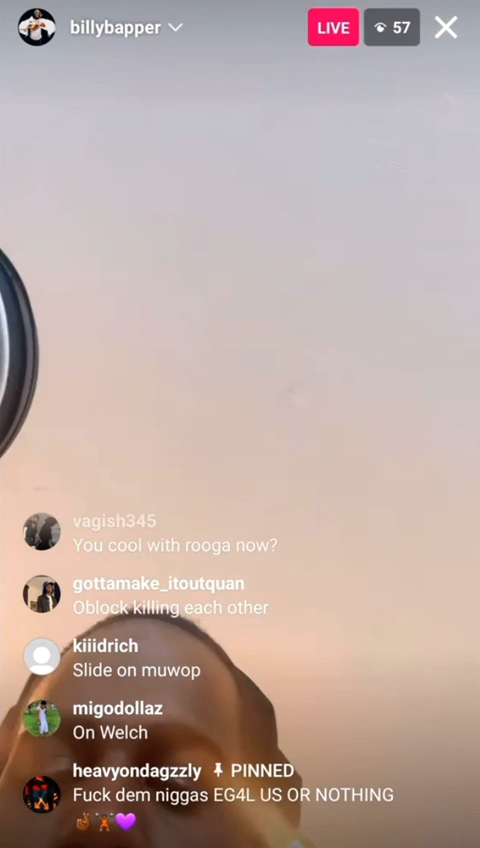 billybapper
LIVE
57
vagish345
You cool with rooga now?
gottamake_itoutquan
Oblock killing each other
kiiidrich
Slide on muwop
migodollaz
On Welch
heavyondagzzly PINNED
Fuck dem niggas EG4L US OR NOTHING